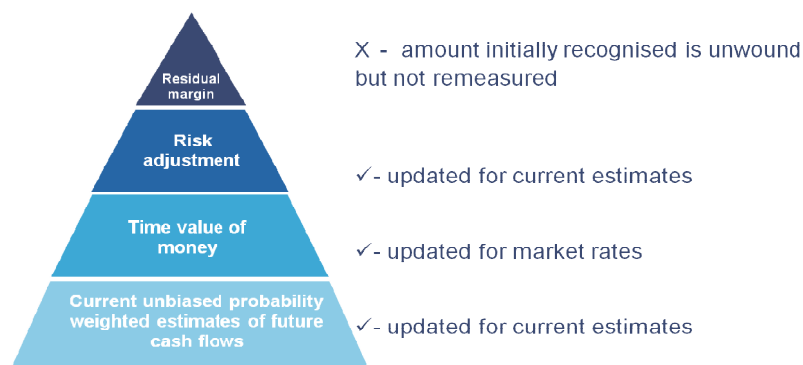 Residual
margin
X - amount initially recognised is unwound
but not remeasured
Risk
adjustment
✓- updated for current estimates
Time value of
money
✓- updated for market rates
Current unbiased probability
weighted estimates of future
cash flows
✓- updated for current estimates